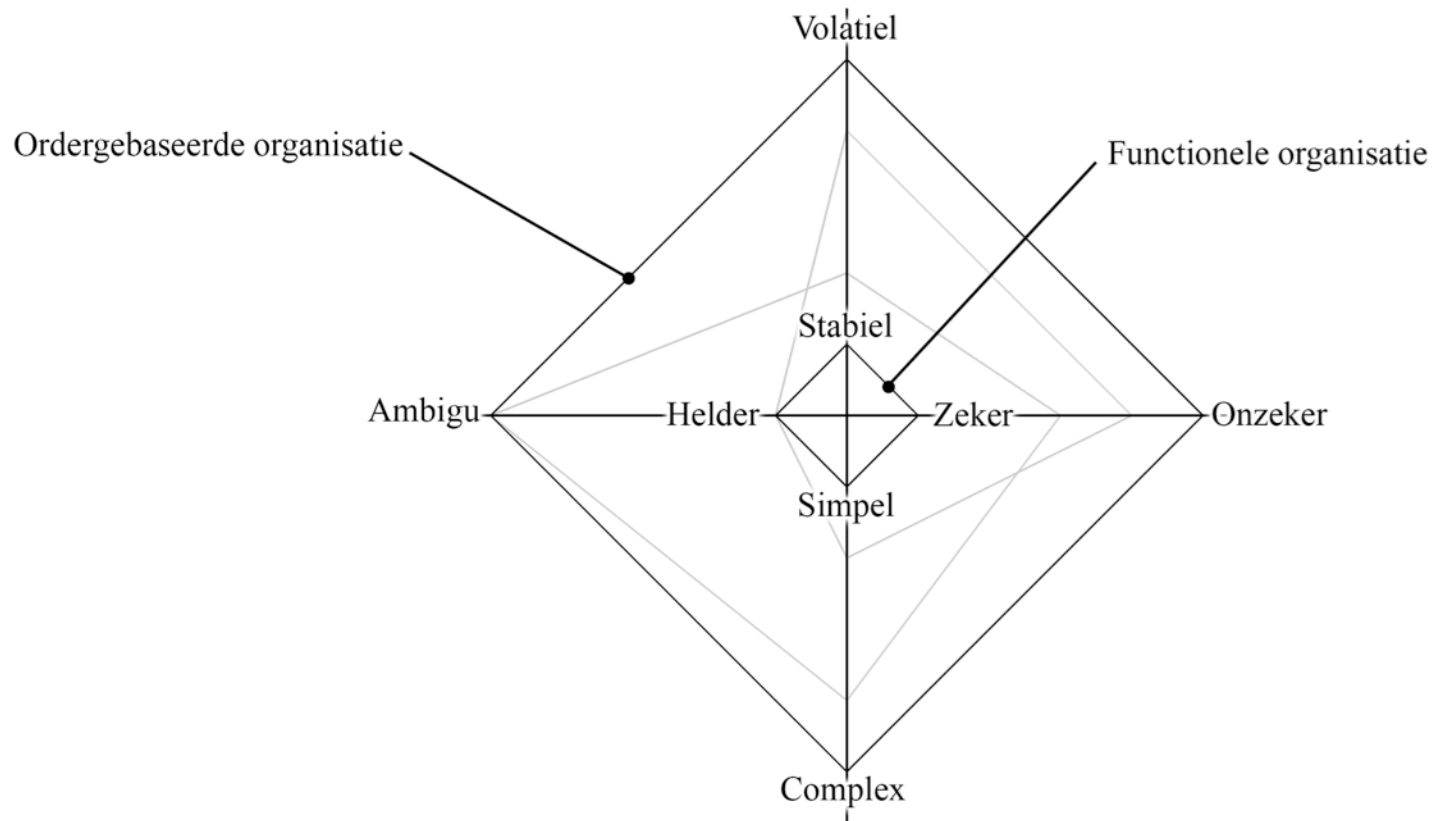 Volatiel
Ordergebaseerde organisatie
Functionele organisatie
Stabiel
Ambigu
Helder
Zeker
Onzeker
Simpel
Complex